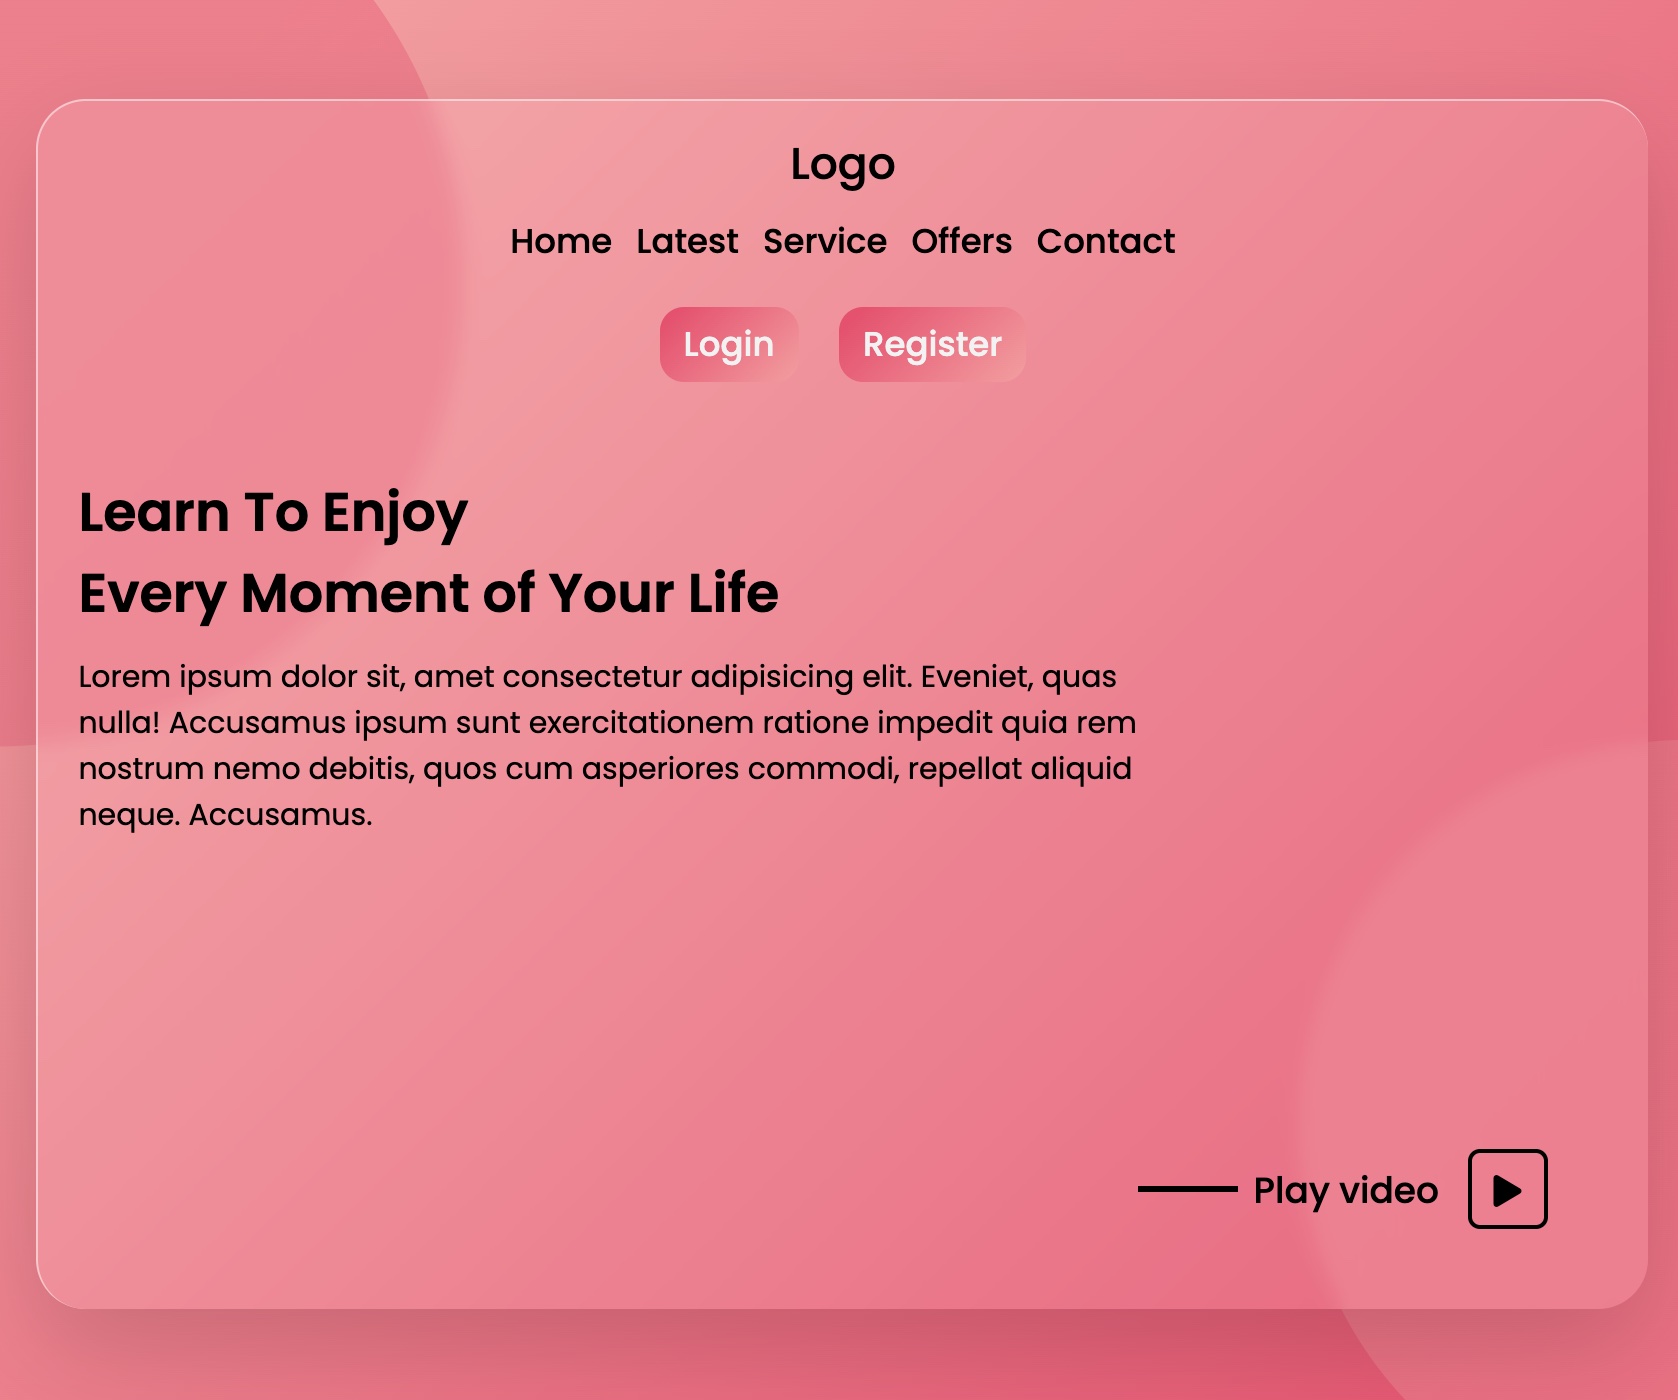 Logo
Home Latest Service Offers Contact
Login Register
Learn To Enjoy
Every Moment of Your Life
Lorem ipsum dolor sit, amet consectetur adipisicing elit. Eveniet, quas
nulla! Accusamus ipsum sunt exercitationem ratione impedit quia rem
nostrum nemo debitis, quos cum asperiores commodi, repellat aliquid
neque. Accusamus.
Play video